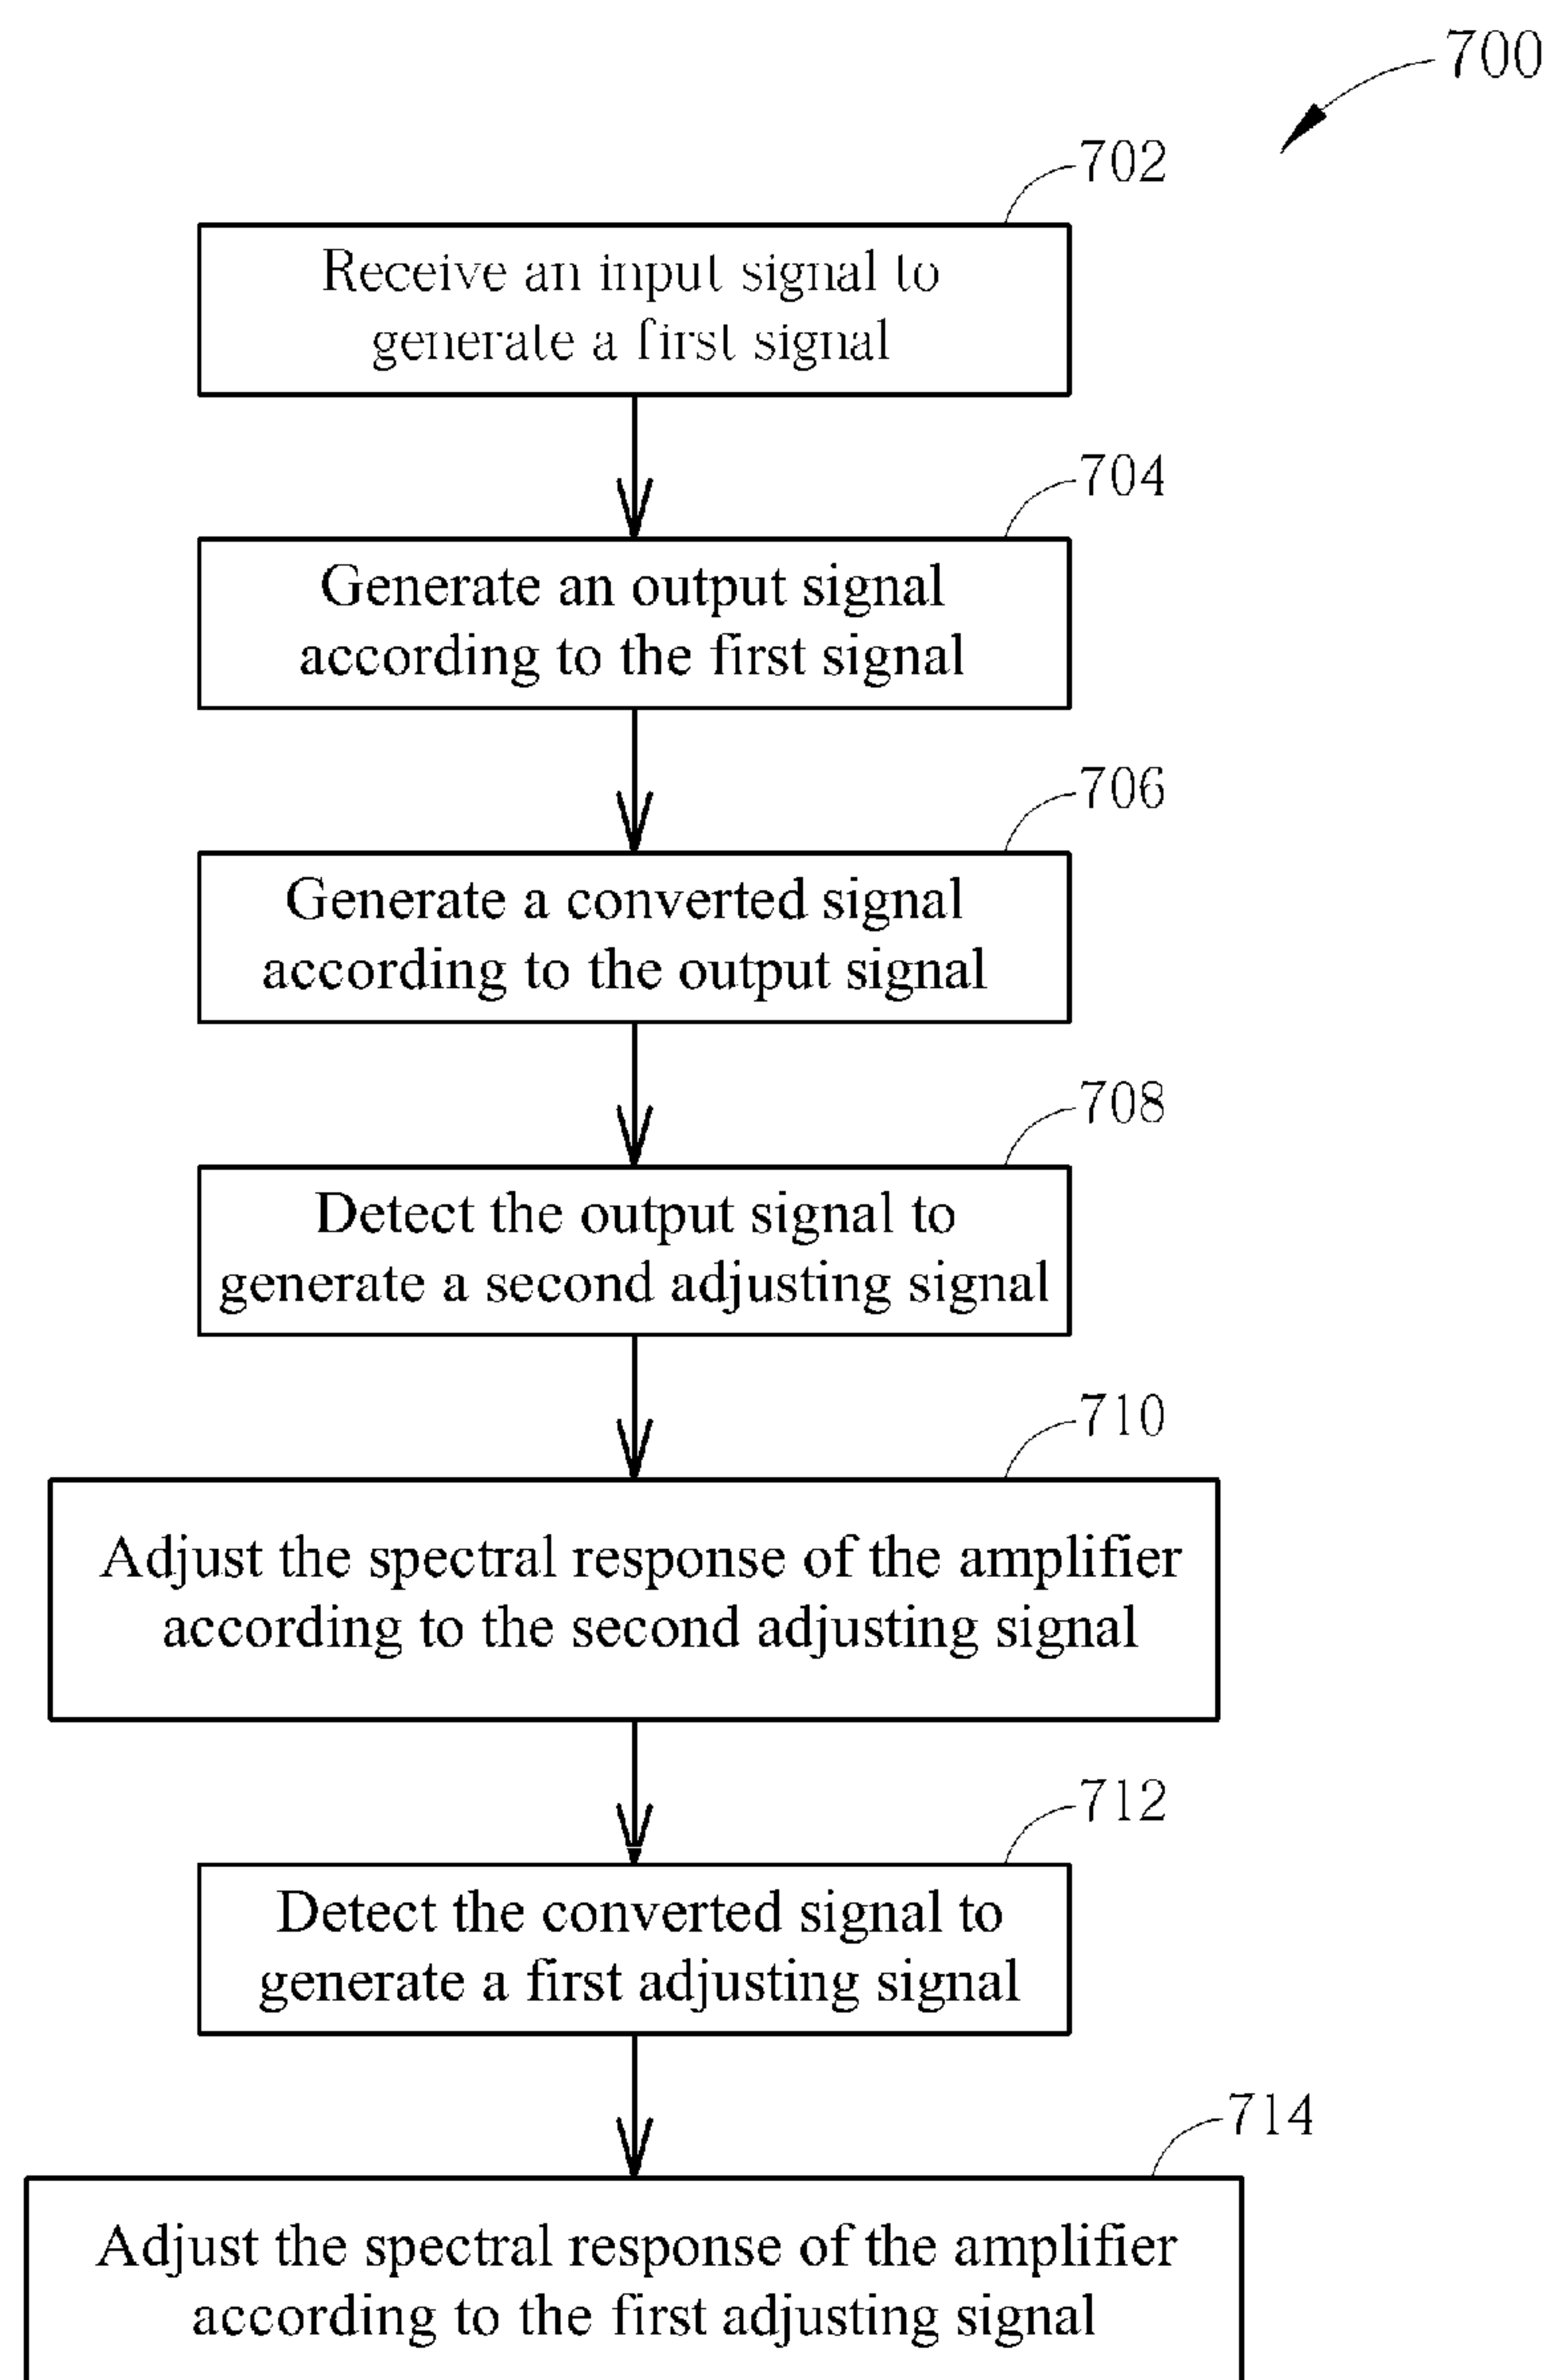 700
702
Receive an input signal to
generate a first signal
704
Generate an output signal
according to the first signal
706
Generate a converted signal
according to the output signal
708
Detect the output signal to
generate a second adjusting signal
710
Adjust the spectral response of the amplifier
according to the second adjusting signal
712
Detect the converted signal to
generate a first adjusting signal
714
Adjust the spectral response of the amplifier
according to the first adjusting signal